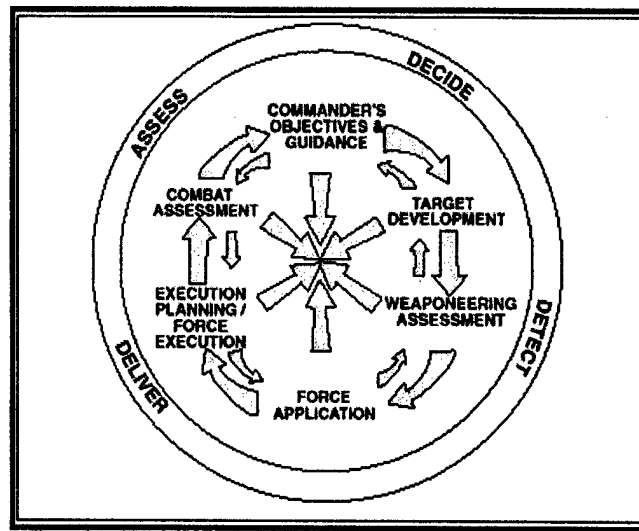 DECIDE
ASSESS
COMMANDER'S
OBJECTIVES &
GUIDANCE
COMBAT
ASSESSMENT
TARGET
DEVELOPMENT
EXECUTION
PLANNING /
FORCE
EXECUTION
WEAPONEERING
ASSESSMENT
FORCE
APPLICATION
DELIVER
DETECT